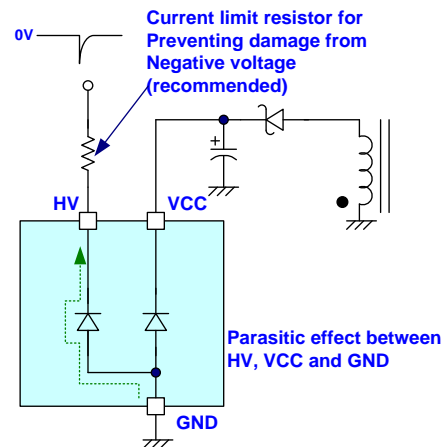 0V
Current limit resistor for
Preventing damage from
Negative voltage
(recommended)
+
HV
VCC
Parasitic effect between
HV, VCC and GND
GND